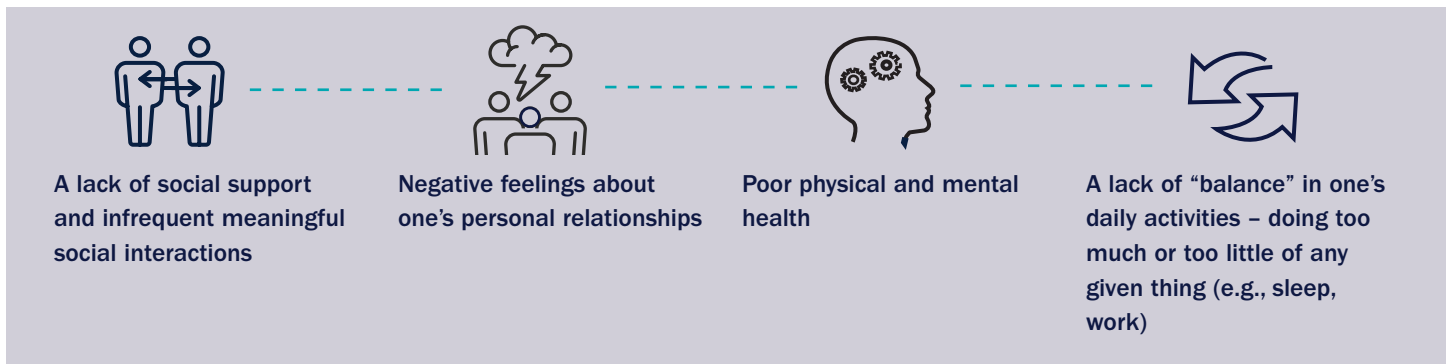 A lack of social support
and infrequent meaningful
social interactions
Negative feelings about
one’s personal relationships
Poor physical and mental
health
A lack of “balance” in one’s
daily activities – doing too
much or too little of any
given thing (e.g., sleep,
work)